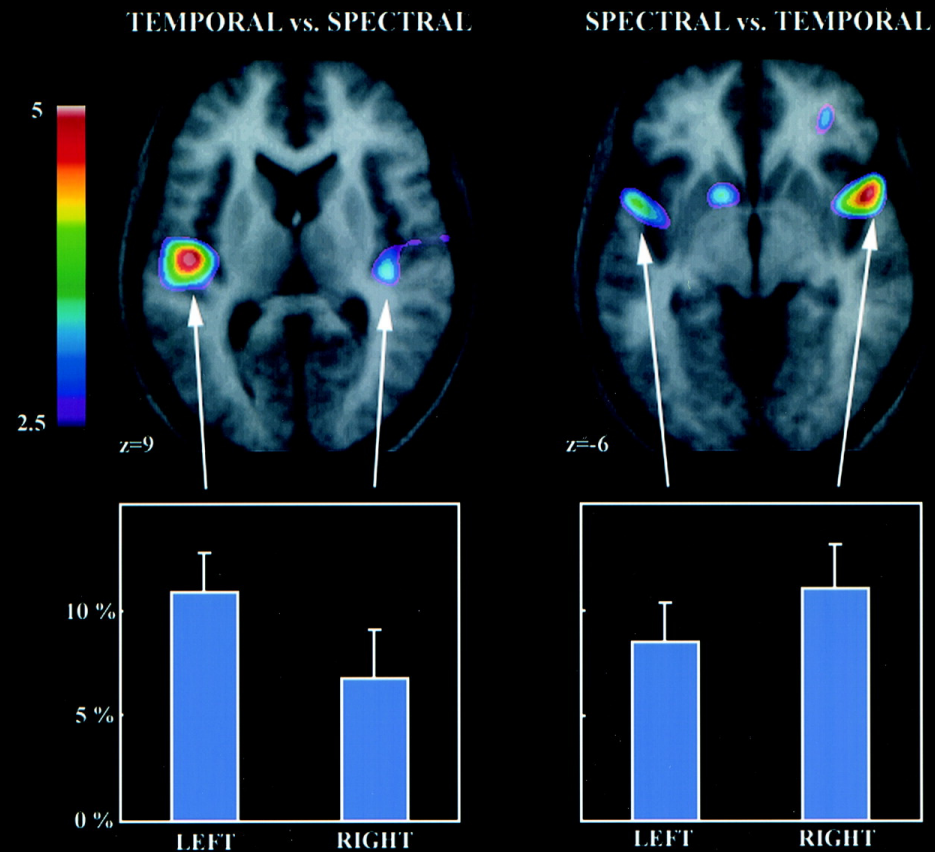 TEMPORAL vs. SPECTRAL
SPECTRAL vs. TEMPORAL
5
2.5
z=9
z=-6
10 %
5 %
0 %
LEFT
RIGHT
LEFT
RIGHT